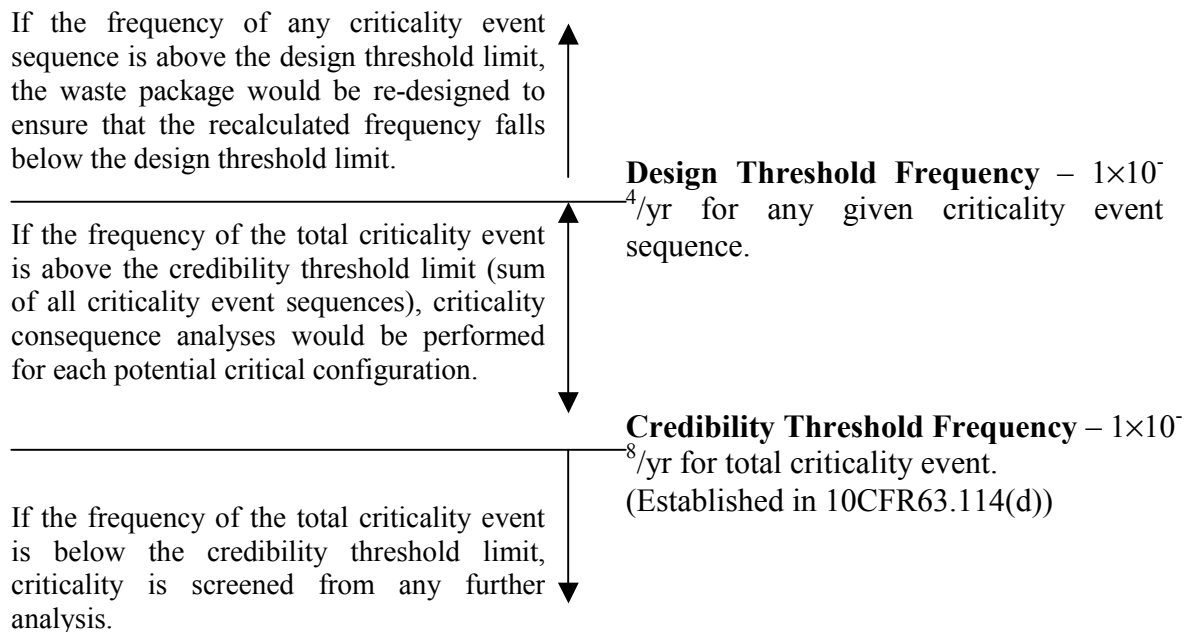 If the frequency of any criticality event
sequence is above the design threshold limit,
the waste package would be re-designed to
ensure that the recalculated frequency falls
below the design threshold limit.
Design Threshold Frequency – 1×10-
4/yr for any given criticality event
sequence.
If the frequency of the total criticality event
is above the credibility threshold limit (sum
of all criticality event sequences), criticality
consequence analyses would be performed
for each potential critical configuration.
Credibility Threshold Frequency – 1×10-
8/yr for total criticality event.
(Established in 10CFR63.114(d))
If the frequency of the total criticality event
is below the credibility threshold limit,
criticality is screened from any further
analysis.